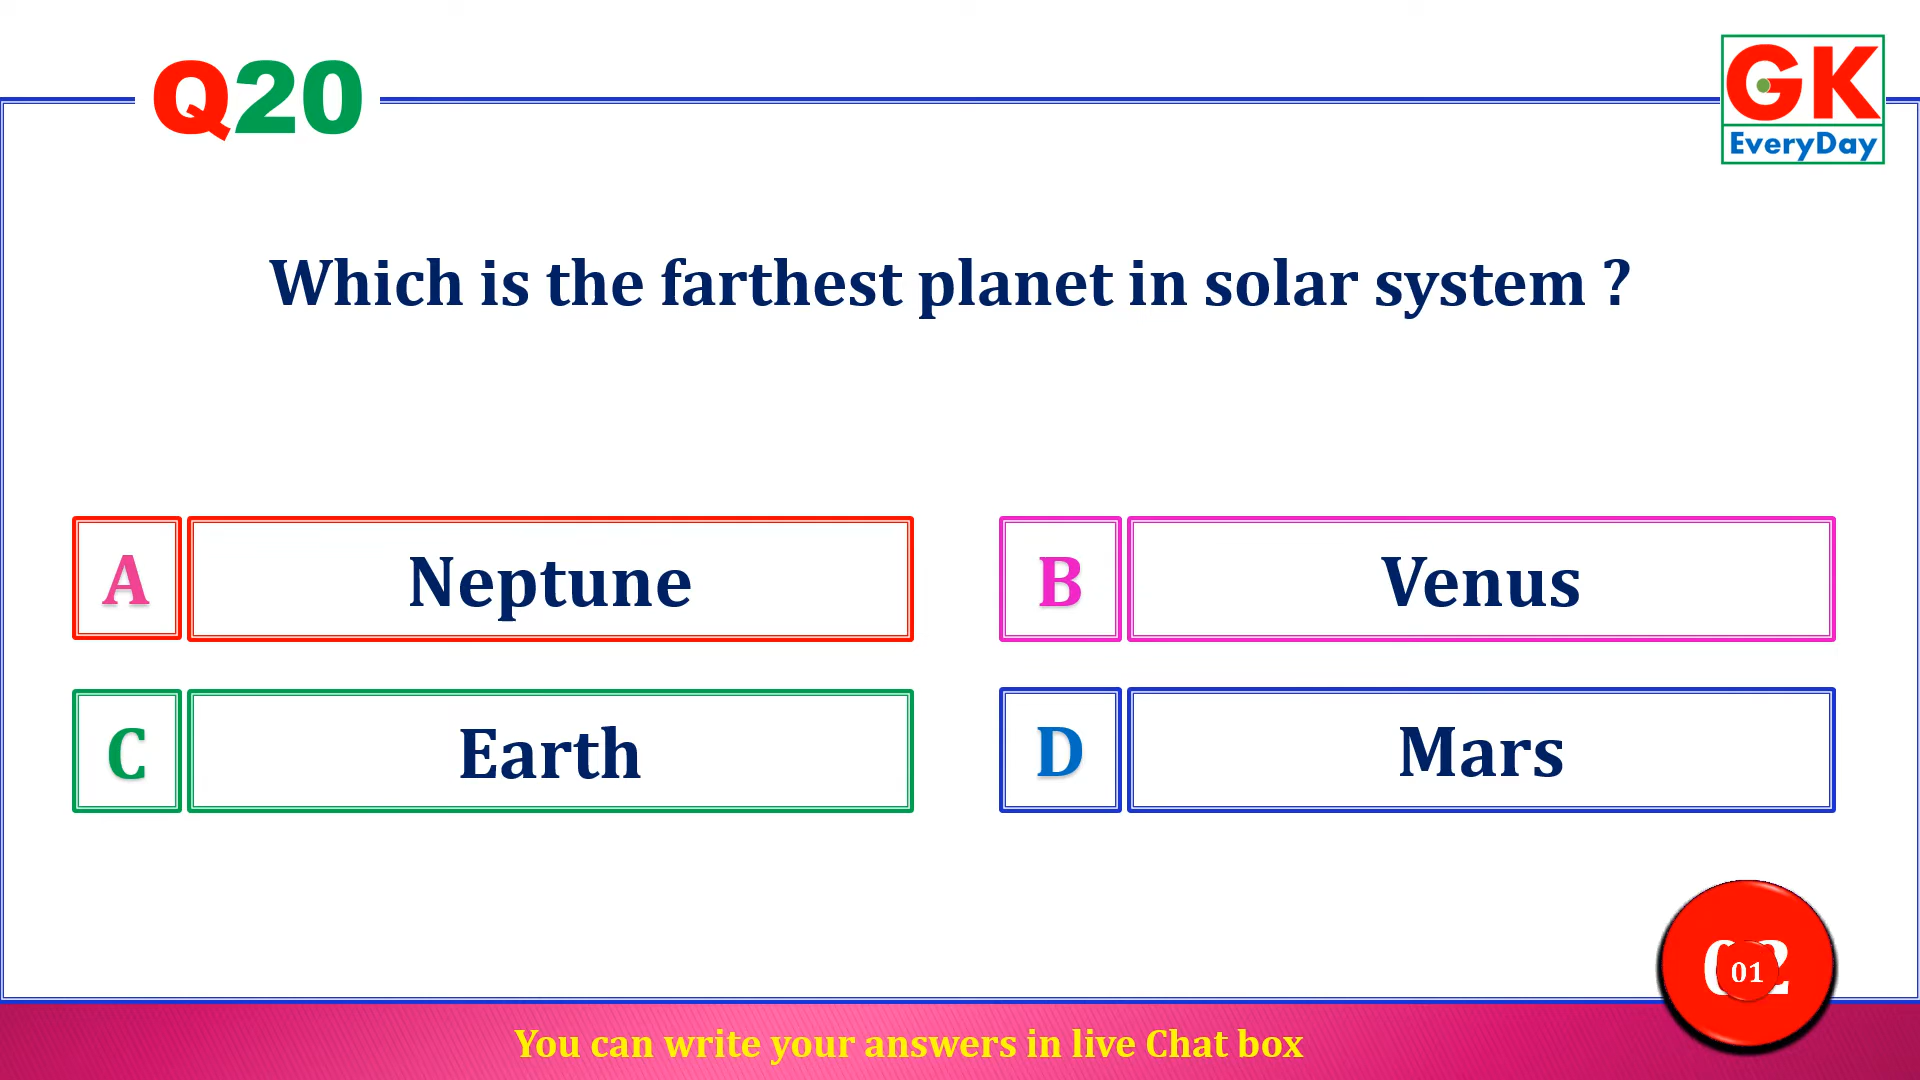 Q20
GK
EveryDay
Which is the farthest planet in solar system ?
A Neptune
B Venus
C Earth
D Mars
01
You can write your answers in live Chat box